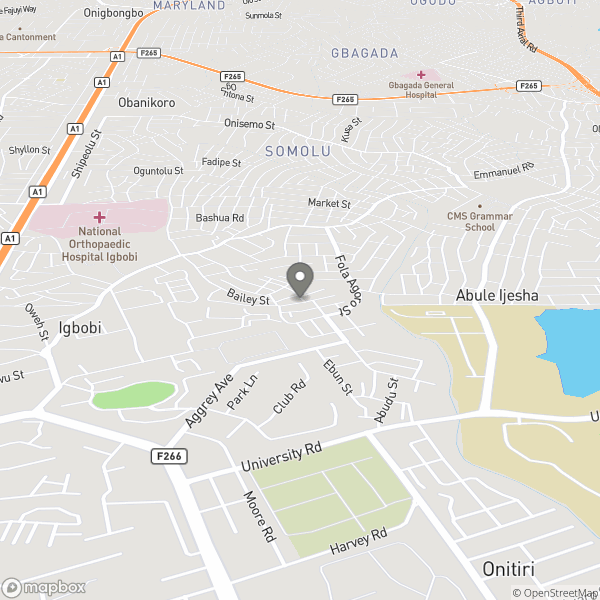 MARYLAND
OGUDU
AGBOYI
e Fajuyi Way
Onigbongbo
Sunmola St
Third Axial Rd
a Cantonment
A1
F265
GBAGADA
Gbagada General
Hospital
F265
A1
F265
Obanikoro
Onisemo St
Kusa St
A1
Shipeolu St
Shyllon St
Fadipe St
SOMOLU
Oguntolu St
Emmanuel Rd
A1
Market St
Bashua Rd
CMS Grammar
School
National
Orthopaedic
Hospital Igbobi
A1
Fola Agoro St
Abule Ijesha
Bailey St
Oweh St
Igbobi
Aggrey Ave
Park Ln
Club Rd
Ebun St
Abudu St
F266
University Rd
Moore Rd
Harvey Rd
Onitiri
mapbox
© OpenStreetMap